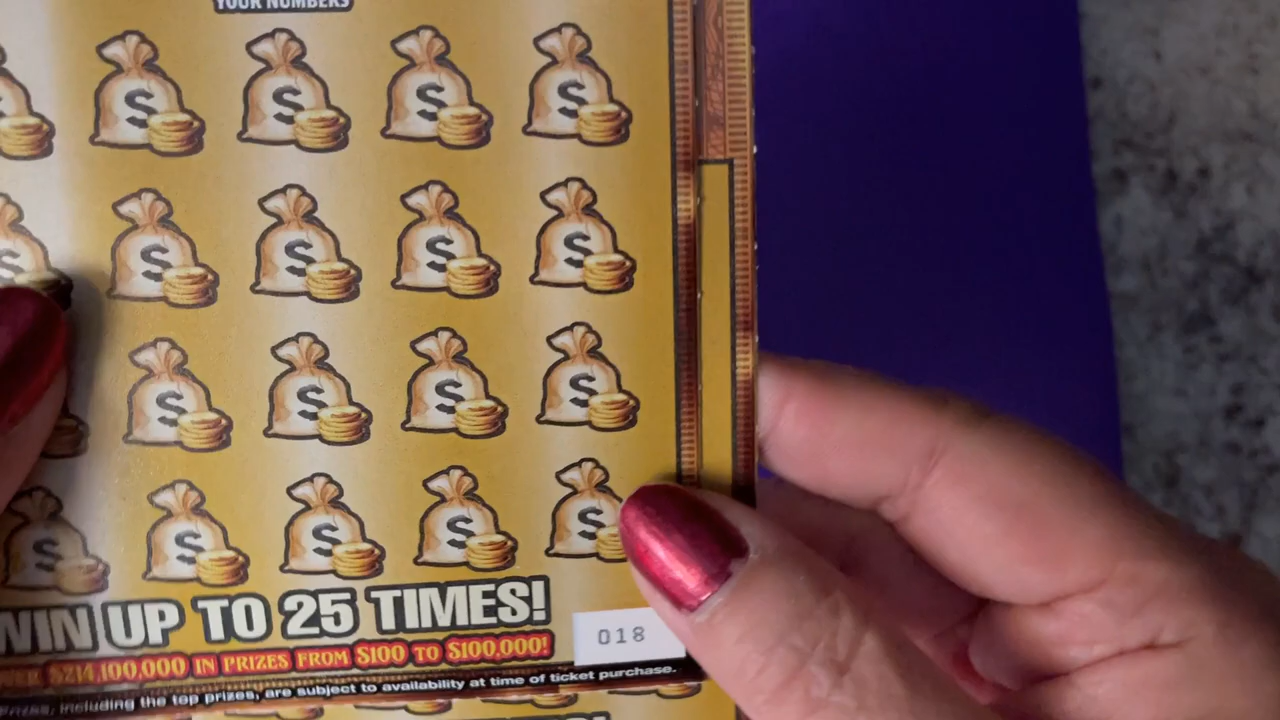 YOUR NUMBERS
WIN UP TO 25 TIMES!
018
$214,100,000 IN PRIZES FROM $100 TO $100,000!
Prizes, including the top prizes, are subject to availability at time of ticket purchase.